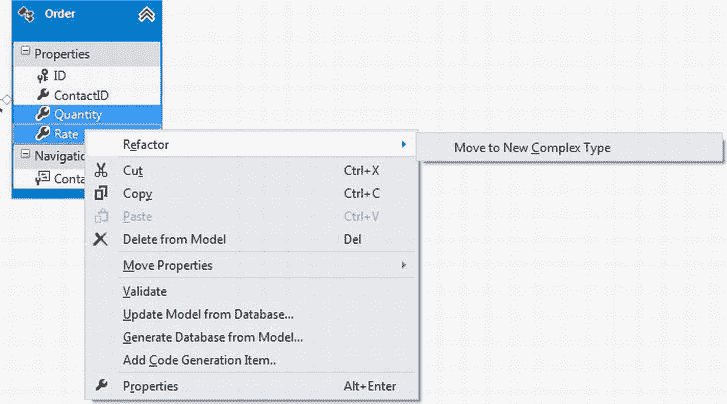 Order
Properties
ID
ContactID
Quantity
Rate
Navigatio
Conta
Refactor
Move to New Complex Type
Cut Ctrl+X
Copy Ctrl+C
Paste Ctrl+V
Delete from Model Del
Move Properties
Validate
Update Model from Database...
Generate Database from Model...
Add Code Generation Item..
Properties Alt+Enter